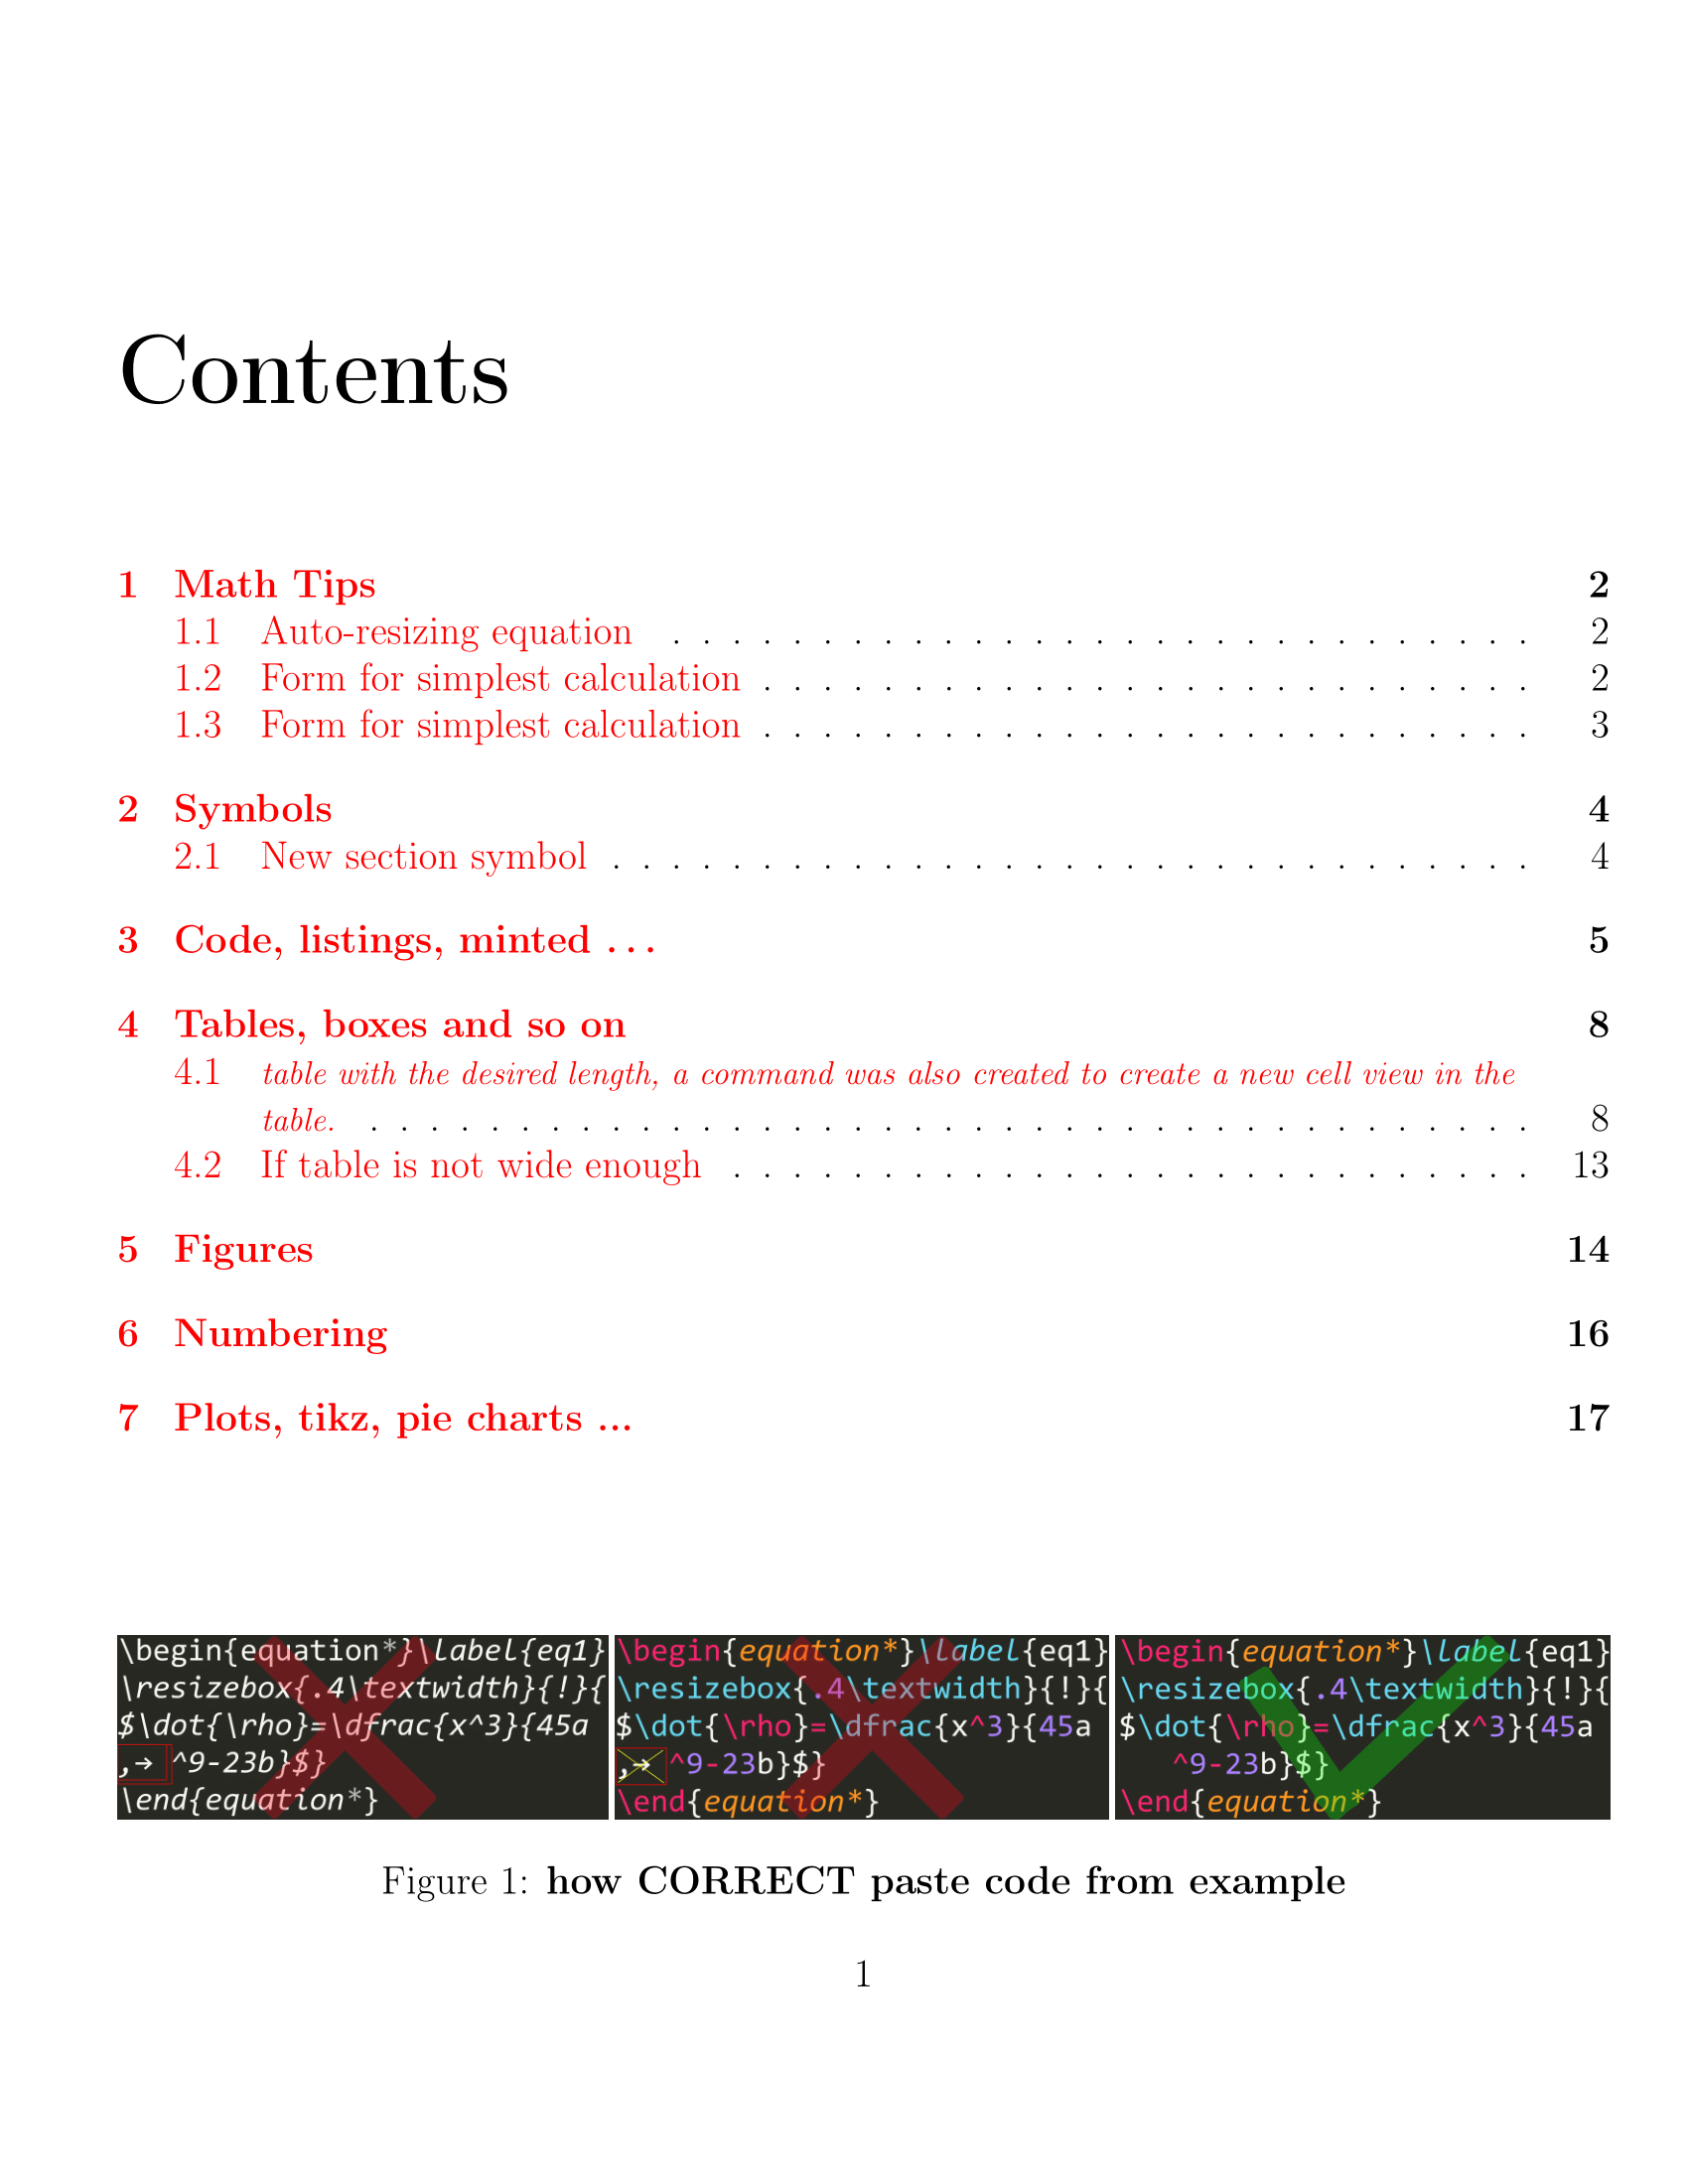 Contents
1 Math Tips 2
1.1 Auto-resizing equation . . . . . . . . . . . . . . . . . . . . . . . . . . . . . 2
1.2 Form for simplest calculation . . . . . . . . . . . . . . . . . . . . . . . . . . 2
1.3 Form for simplest calculation . . . . . . . . . . . . . . . . . . . . . . . . . . 3
2 Symbols 4
2.1 New section symbol . . . . . . . . . . . . . . . . . . . . . . . . . . . . . . . 4
3 Code, listings, minted . . . 5
4 Tables, boxes and so on 8
4.1 table with the desired length, a command was also created to create a new cell view in the
table. . . . . . . . . . . . . . . . . . . . . . . . . . . . . . . . . . . . . . . . 8
4.2 If table is not wide enough . . . . . . . . . . . . . . . . . . . . . . . . . . . 13
5 Figures 14
6 Numbering 16
7 Plots, tikz, pie charts ... 17
\begin{equation*}\label{eq1}
\resizebox{.4\textwidth}{!}{
$\dot{\rho}=\dfrac{x^3}{45a
,→ ^9-23b}$}
\end{equation*}
\begin{equation*}\label{eq1}
\resizebox{.4\textwidth}{!}{
$\dot{\rho}=\dfrac{x^3}{45a
,→ ^9-23b}$}
\end{equation*}
\begin{equation*}\label{eq1}
\resizebox{.4\textwidth}{!}{
$\dot{\rho}=\dfrac{x^3}{45a
^9-23b}$}
\end{equation*}
Figure 1: how CORRECT paste code from example
1